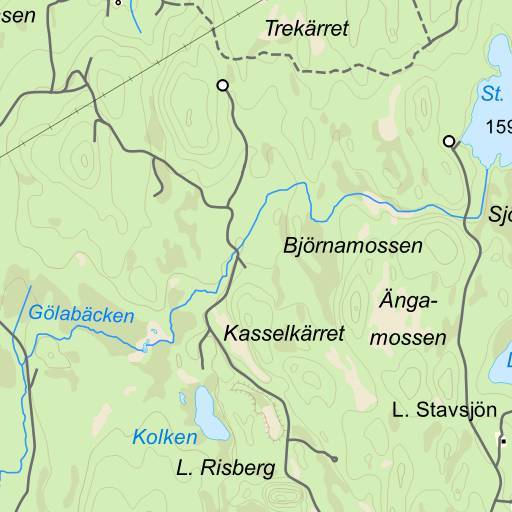 ssen
Trekärret
St.
159
Sjö
Björnamossen
Gölabäcken
Änga-
mossen
Kasselkärret
L. Stavsjön
Kolken
L. Risberg